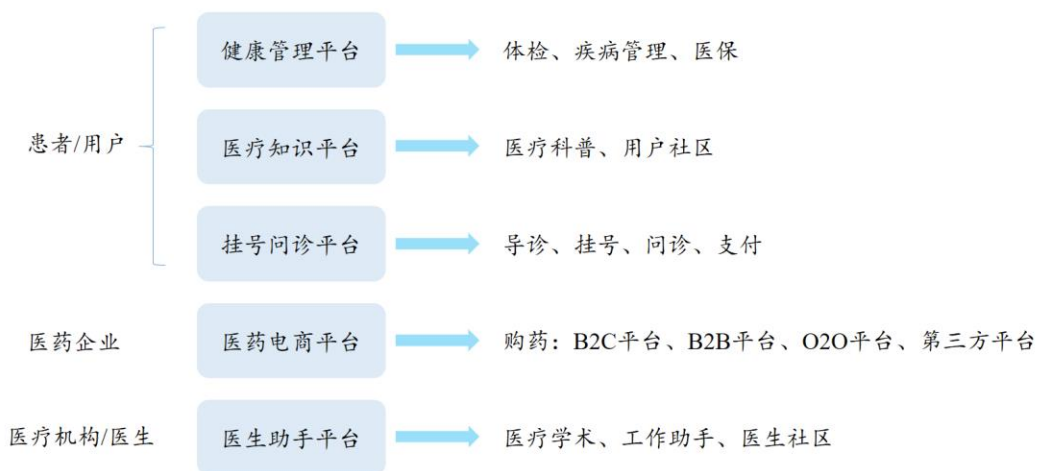 健康管理平台 体检、疾病管理、医保
患者/用户 医疗知识平台 医疗科普、用户社区
挂号问诊平台 导诊、挂号、问诊、支付
医药企业 医药电商平台 购药：B2C平台、B2B平台、O2O平台、第三方平台
医疗机构/医生 医生助手平台 医疗学术、工作助手、医生社区